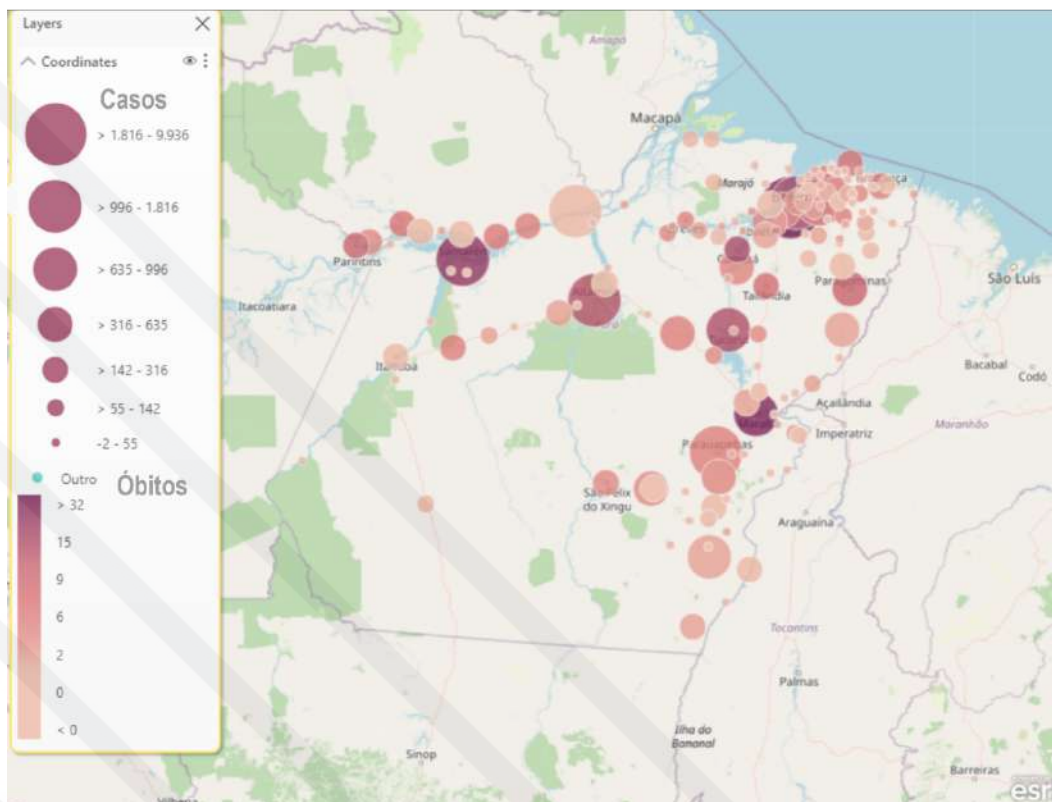 Layers
Coordinates
Casos
> 1.816 - 9.936
> 996 - 1.816
> 635 - 996
> 316 - 635
> 142 - 316
> 55 - 142
-2 - 55
Outro
Óbitos
> 32
15
9
6
2
0
< 0
Amapá
Macapá
Marajó
Parintins
Itacoatiara
São Luís
Tailândia
Bacabal
Codó
Açailândia
Imperatriz
Maranhão
Parauapebas
São Félix
do Xingu
Araguaína
Tocantins
Palmas
Ilha do
Bananal
Sinop
Barreiras
esri